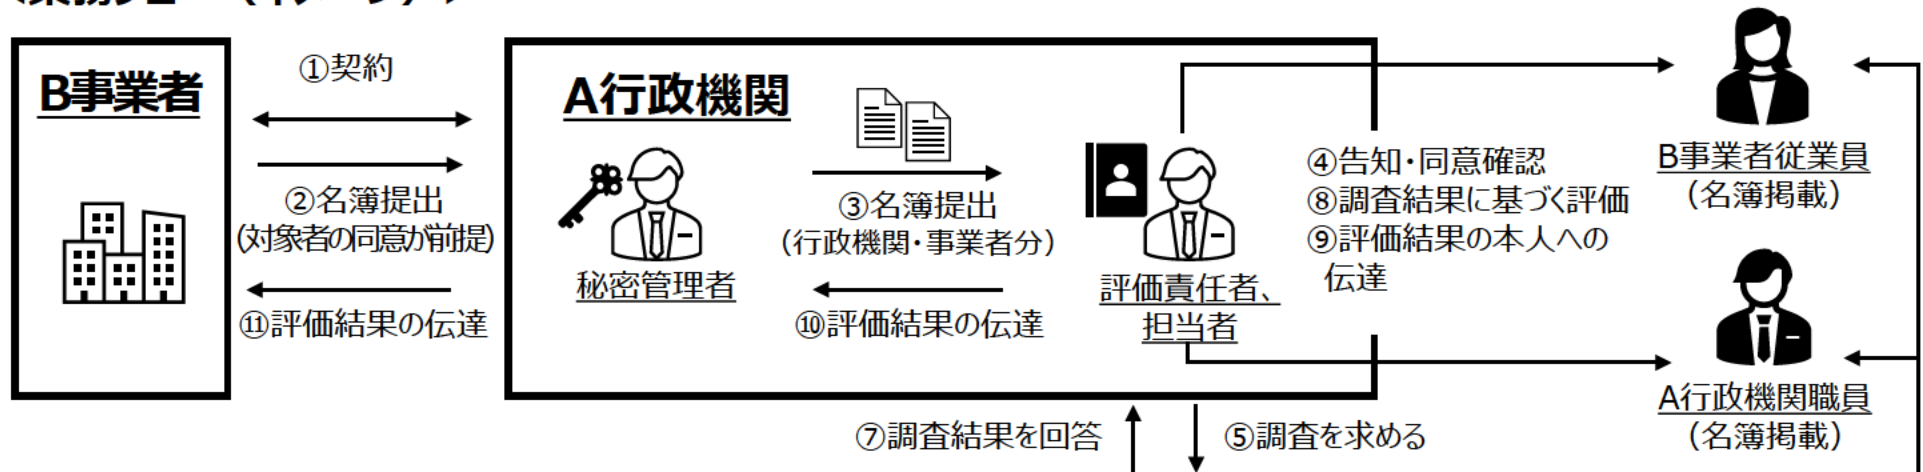 B事業者
①契約
②名簿提出
(対象者の同意が前提)
⑪評価結果の伝達
A行政機関
秘密管理者
③名簿提出
(行政機関・事業者分)
⑩評価結果の伝達
評価責任者、
担当者
④告知・同意確認
⑧調査結果に基づく評価
⑨評価結果の本人への
伝達
B事業者従業員
(名簿掲載)
A行政機関職員
(名簿掲載)
⑦調査結果を回答
⑤調査を求める